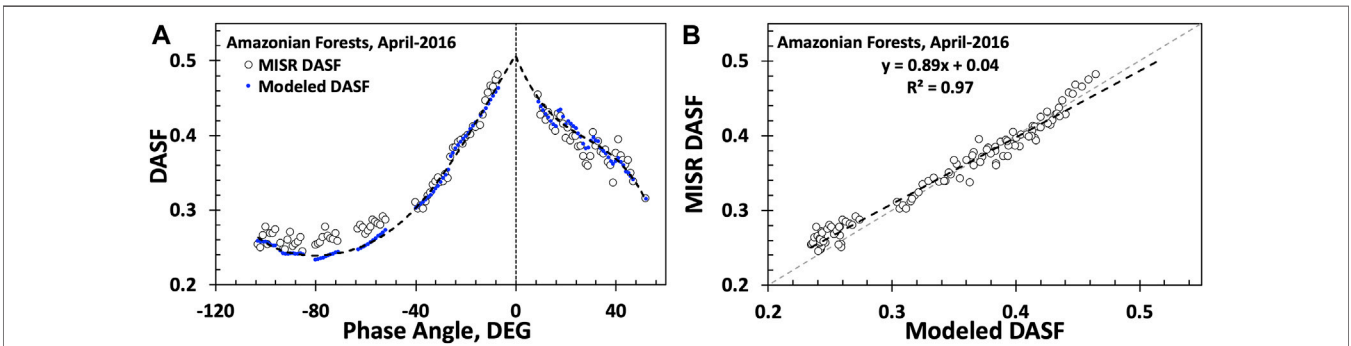 A
Amazonian Forests, April-2016
MISR DASF
Modeled DASF
DASF
0.5
0.4
0.3
0.2
-120
-80
-40
0
40
Phase Angle, DEG
B
Amazonian Forests, April-2016
y = 0.89x + 0.04
R² = 0.97
MISR DASF
0.5
0.4
0.3
0.2
0.2
0.3
0.4
0.5
Modeled DASF